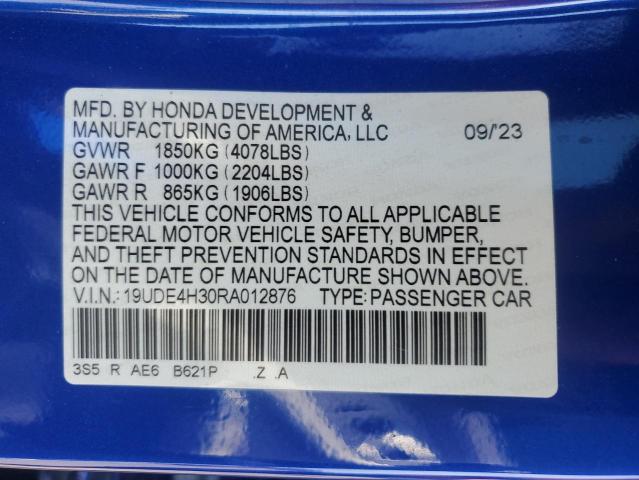 MFD. BY HONDA DEVELOPMENT &
MANUFACTURING OF AMERICA, LLC 09/23
GVWR 1850KG (4078LBS)
GAWR F 1000KG (2204LBS)
GAWR R 865KG (1906LBS)
THIS VEHICLE CONFORMS TO ALL APPLICABLE
FEDERAL MOTOR VEHICLE SAFETY, BUMPER,
AND THEFT PREVENTION STANDARDS IN EFFECT
ON THE DATE OF MANUFACTURE SHOWN ABOVE.
V.I.N.: 19UDE4H30RA012876 TYPE: PASSENGER CAR
3S5 R AE6 B621P .Z .A